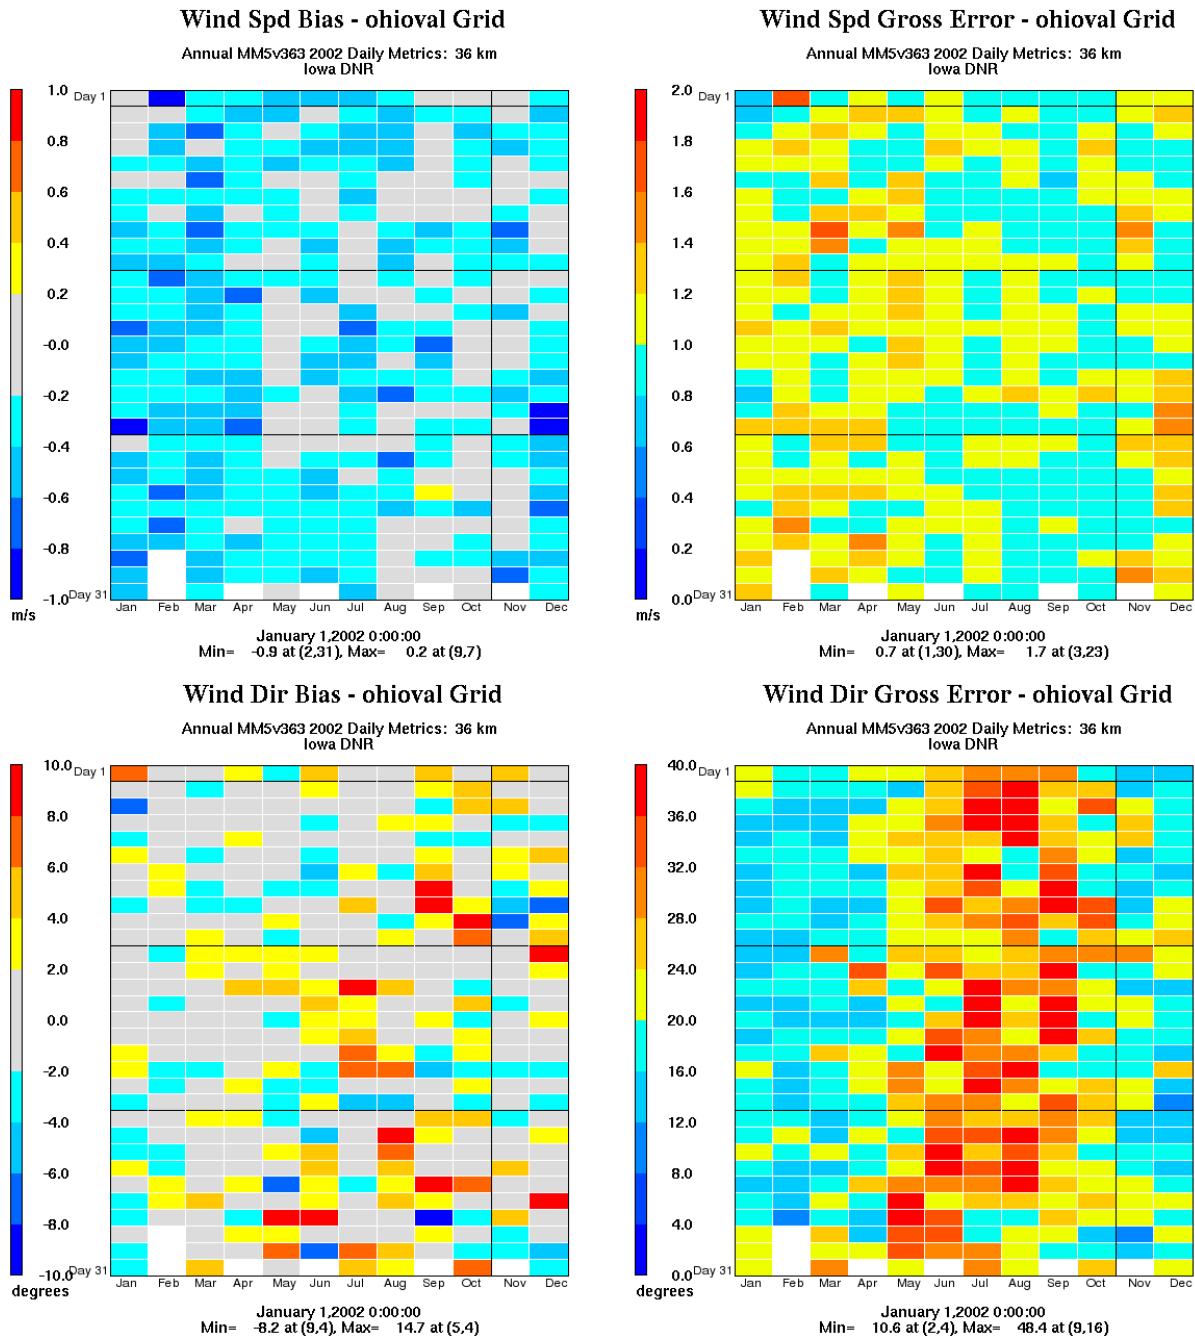 Wind Spd Bias - ohioval Grid
Annual MM5v363 2002 Daily Metrics: 36 km
Iowa DNR
1.0
0.8
0.6
0.4
0.2
-0.0
-0.2
-0.4
-0.6
-0.8
-1.0
m/s
Day 1
Day 31
Jan Feb Mar Apr May Jun Jul Aug Sep Oct Nov Dec
January 1,2002 0:00:00
Min= -0.9 at (2,31), Max= 0.2 at (9,7)
Wind Spd Gross Error - ohioval Grid
Annual MM5v363 2002 Daily Metrics: 36 km
Iowa DNR
2.0
1.8
1.6
1.4
1.2
1.0
0.8
0.6
0.4
0.2
0.0
m/s
Day 1
Day 31
Jan Feb Mar Apr May Jun Jul Aug Sep Oct Nov Dec
January 1,2002 0:00:00
Min= 0.7 at (1,30), Max= 1.7 at (3,23)
Wind Dir Bias - ohioval Grid
Annual MM5v363 2002 Daily Metrics: 36 km
Iowa DNR
10.0
8.0
6.0
4.0
2.0
0.0
-2.0
-4.0
-6.0
-8.0
-10.0
degrees
Day 1
Day 31
Jan Feb Mar Apr May Jun Jul Aug Sep Oct Nov Dec
January 1,2002 0:00:00
Min= -8.2 at (9,4), Max= 14.7 at (5,4)
Wind Dir Gross Error - ohioval Grid
Annual MM5v363 2002 Daily Metrics: 36 km
Iowa DNR
40.0
36.0
32.0
28.0
24.0
20.0
16.0
12.0
8.0
4.0
0.0
degrees
Day 1
Day 31
Jan Feb Mar Apr May Jun Jul Aug Sep Oct Nov Dec
January 1,2002 0:00:00
Min= 10.6 at (2,4), Max= 48.4 at (9,16)